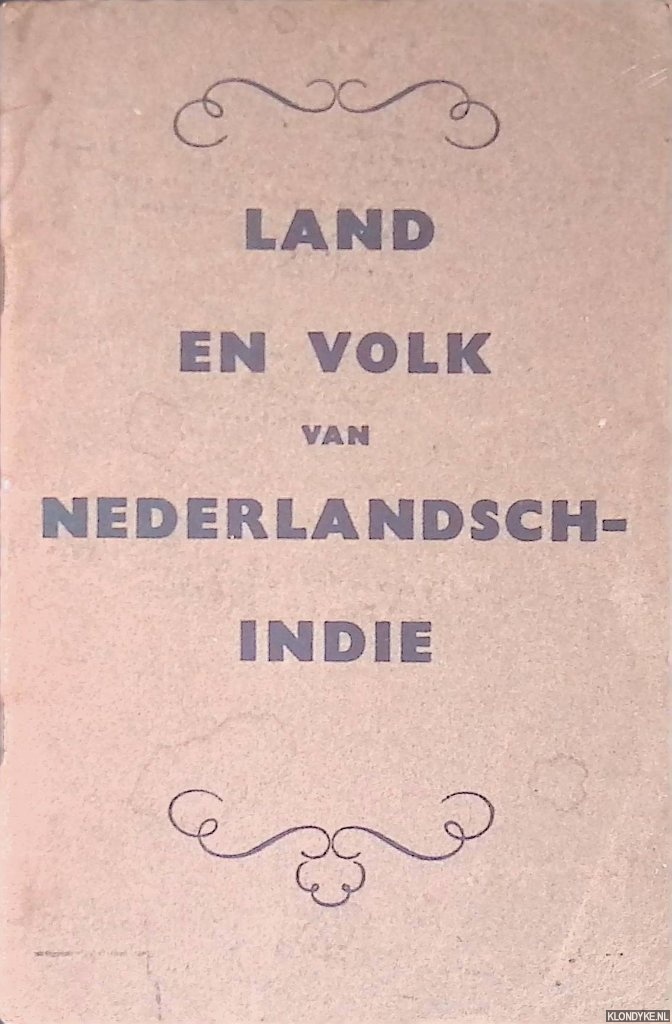 LAND
EN VOLK
VAN
NEDERLANDSCH-
INDIE
KLONDYKE.NL